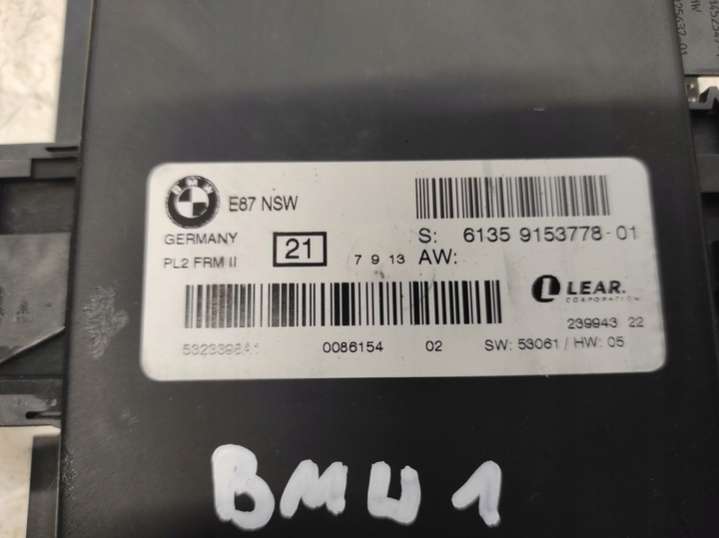 BMW
E87 NSW
GERMANY
PL2 FRM II
21
7 9 13
S: 6135 9153778-01
AW:
LEAR.
CORPORATION
239943 22
0086154 02
SW: 53061 / HW: 05
BMW 1